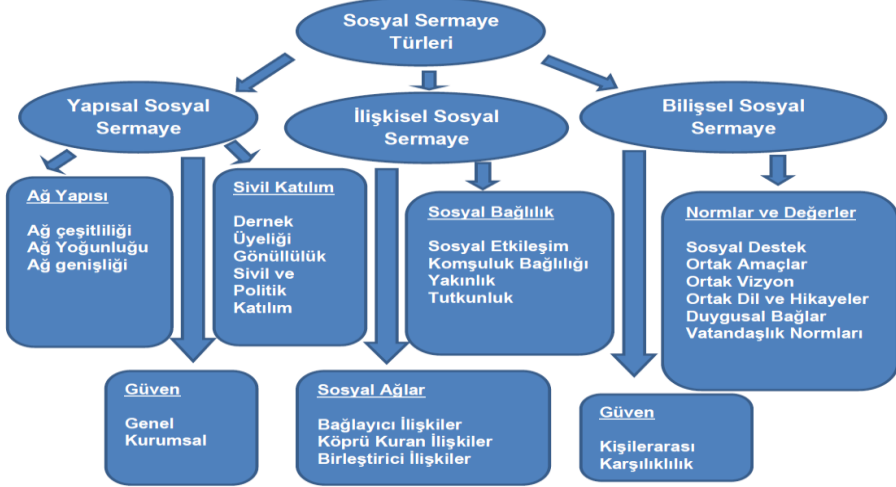 Sosyal Sermaye
Türleri
Yapısal Sosyal
Sermaye
İlişkisel Sosyal
Sermaye
Bilişsel Sosyal
Sermaye
Ağ Yapısı
Ağ çeşitliliği
Ağ Yoğunluğu
Ağ genişliği
Sivil Katılım
Dernek
Üyeliği
Gönüllülük
Sivil ve
Politik
Katılım
Sosyal Bağlılık
Sosyal Etkileşim
Komşuluk Bağlılığı
Yakınlık
Tutkunluk
Normlar ve Değerler
Sosyal Destek
Ortak Amaçlar
Ortak Vizyon
Ortak Dil ve Hikayeler
Duygusal Bağlar
Vatandaşlık Normları
Güven
Genel
Kurumsal
Sosyal Ağlar
Bağlayıcı İlişkiler
Köprü Kuran İlişkiler
Birleştirici İlişkiler
Güven
Kişilerarası
Karşılıklılık